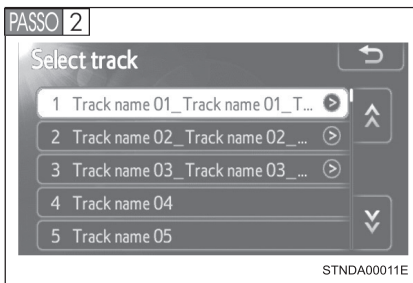 PASSO 2
Select track
1 Track name 01_Track name 01_T...
2 Track name 02_Track name 02_...
3 Track name 03_Track name 03_...
4 Track name 04
5 Track name 05
STNDA00011E